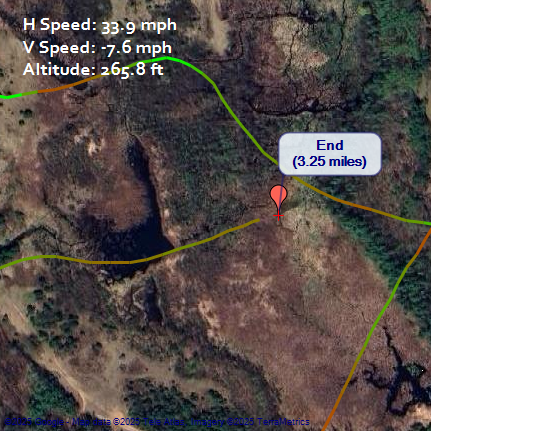 H Speed: 33.9 mph
V Speed: -7.6 mph
Altitude: 265.8 ft
End
(3.25 miles)